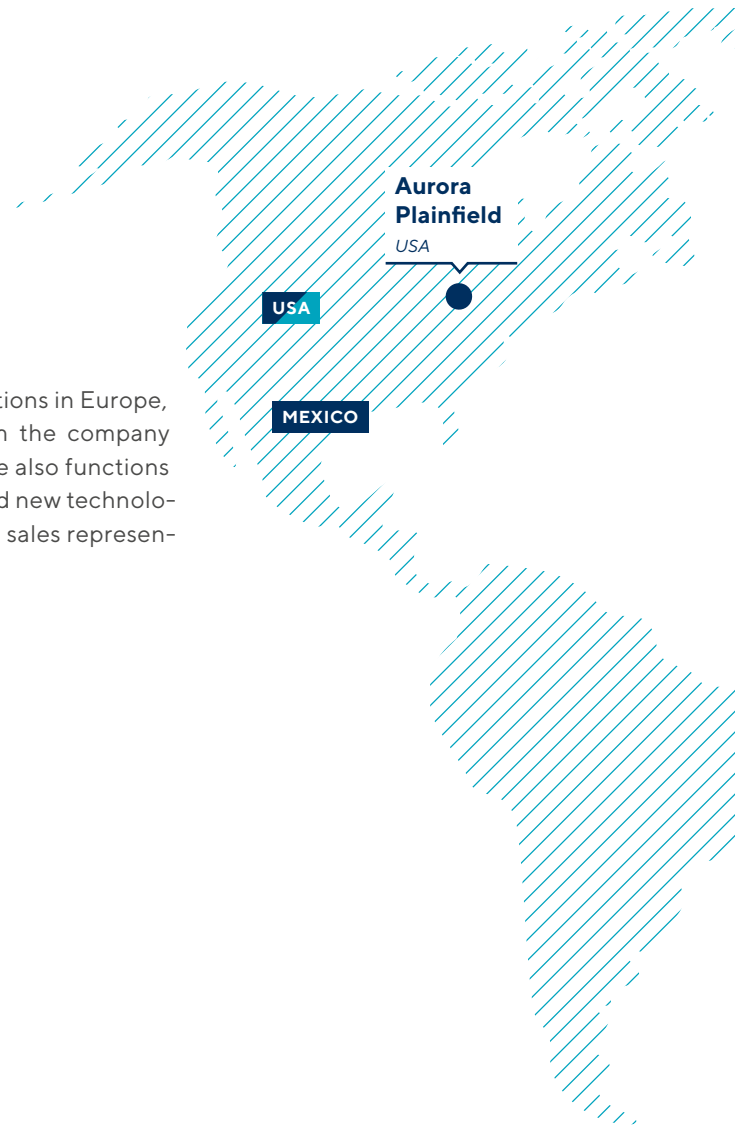 Aurora
Plainfield
USA
USA
MEXICO
tions in Europe,
the company
e also functions
d new technolo-
sales represen-